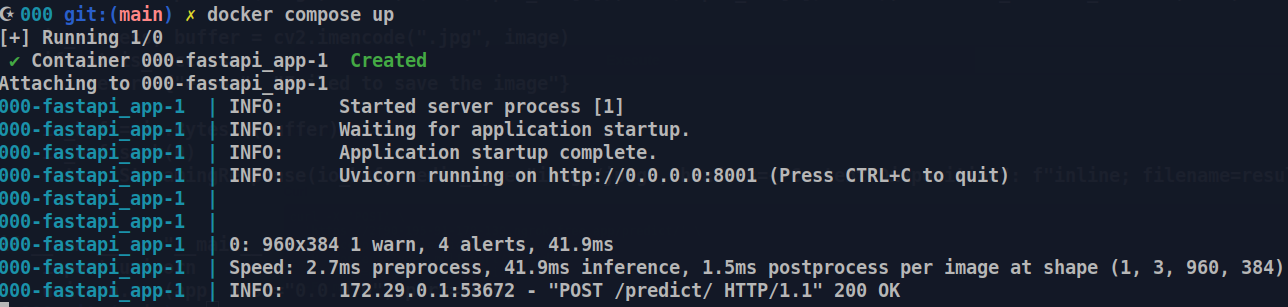 000 git:(main) ✗ docker compose up
[+] Running 1/0
✔ Container 000-fastapi_app-1  Created
Attaching to 000-fastapi_app-1
000-fastapi_app-1  | INFO:     Started server process [1]
000-fastapi_app-1  | INFO:     Waiting for application startup.
000-fastapi_app-1  | INFO:     Application startup complete.
000-fastapi_app-1  | INFO:     Uvicorn running on http://0.0.0.0:8001 (Press CTRL+C to quit)
000-fastapi_app-1  |
000-fastapi_app-1  |
000-fastapi_app-1  | 0: 960x384 1 warn, 4 alerts, 41.9ms
000-fastapi_app-1  | Speed: 2.7ms preprocess, 41.9ms inference, 1.5ms postprocess per image at shape (1, 3, 960, 384)
000-fastapi_app-1  | INFO:     172.29.0.1:53672 - "POST /predict/ HTTP/1.1" 200 OK